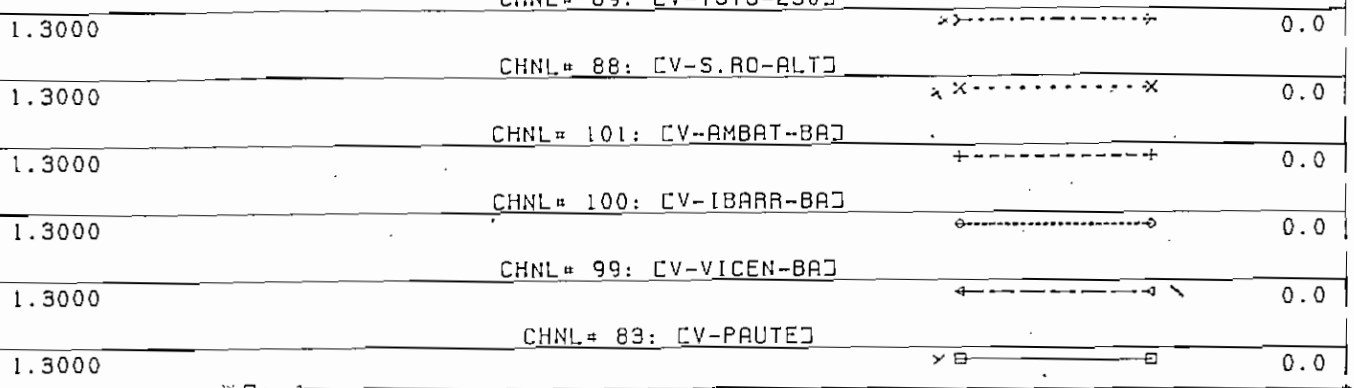 1.3000 0.0
CHNL# 88: [V-S.RO-ALT]
1.3000 0.0
CHNL# 101: [V-AMBAT-BA]
1.3000 0.0
CHNL# 100: [V-IBARR-BA]
1.3000 0.0
CHNL# 99: [V-VICEN-BA]
1.3000 0.0
CHNL# 83: [V-PAUTE]
1.3000 0.0